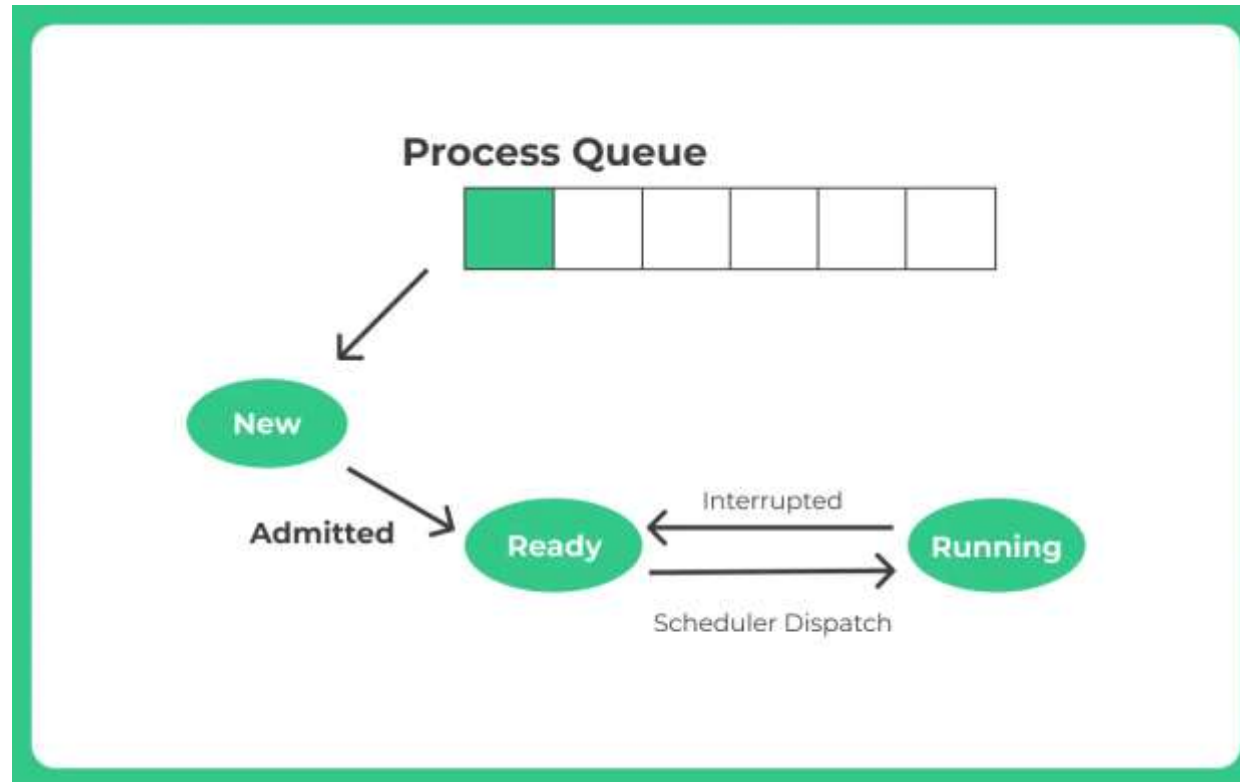 Process Queue
New
Admitted
Interrupted
Ready
Running
Scheduler Dispatch